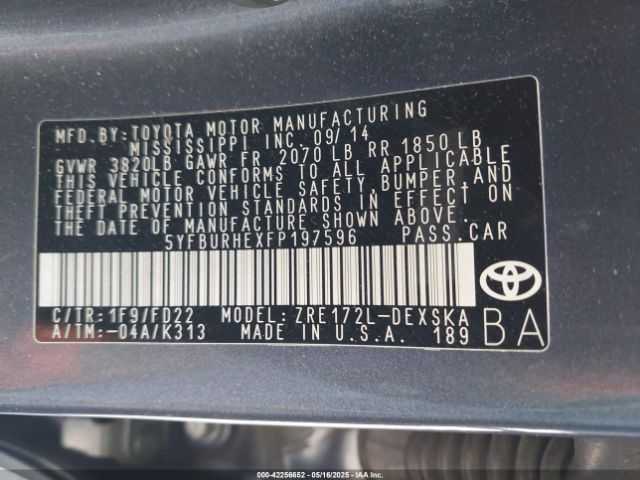 MFD.BY:TOYOTA MOTOR MANUFACTURING
MISSISSIPPI INC. 09/14
GVWR 3820LB GAWR FR 2070 LB RR 1850 LB
THIS VEHICLE CONFORMS TO ALL APPLICABLE
FEDERAL MOTOR VEHICLE SAFETY,BUMPER,AND
THEFT PREVENTION STANDARDS IN EFFECT ON
THE DATE OF MANUFACTURE SHOWN ABOVE.
5YFBURHEXFP197596 PASS.CAR
C/TR:1F9/FD22 MODEL:ZRE172L-DEXSKA
A/TM:-04A/K313 MADE IN U.S.A. 189
BA
000-42256652 - 05/16/2025 - IAAI.COM